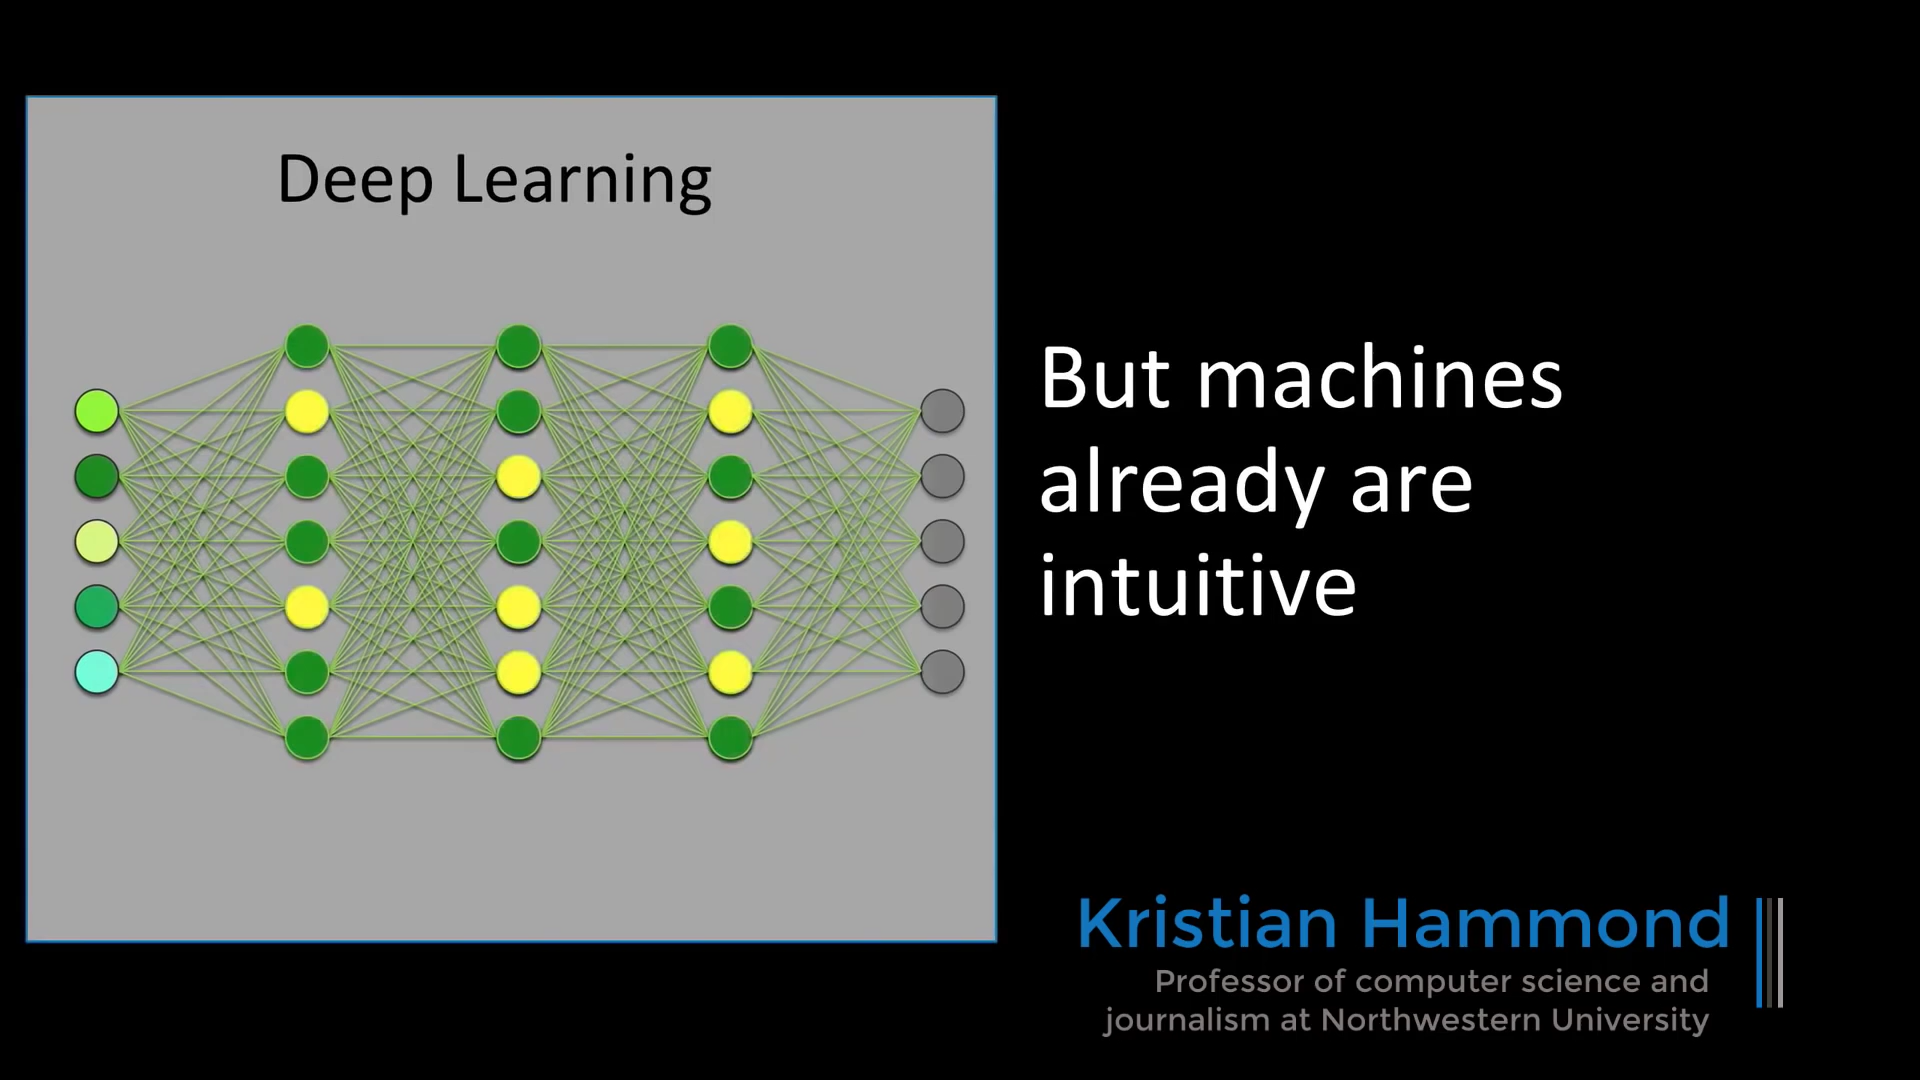 Deep Learning
But machines
already are
intuitive
Kristian Hammond
Professor of computer science and
journalism at Northwestern University